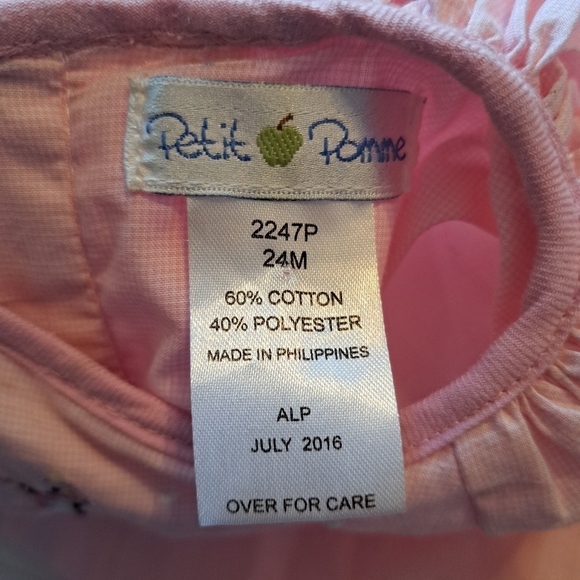 Petit Pomme
2247P
24M
60% COTTON
40% POLYESTER
MADE IN PHILIPPINES
ALP
JULY 2016
OVER FOR CARE